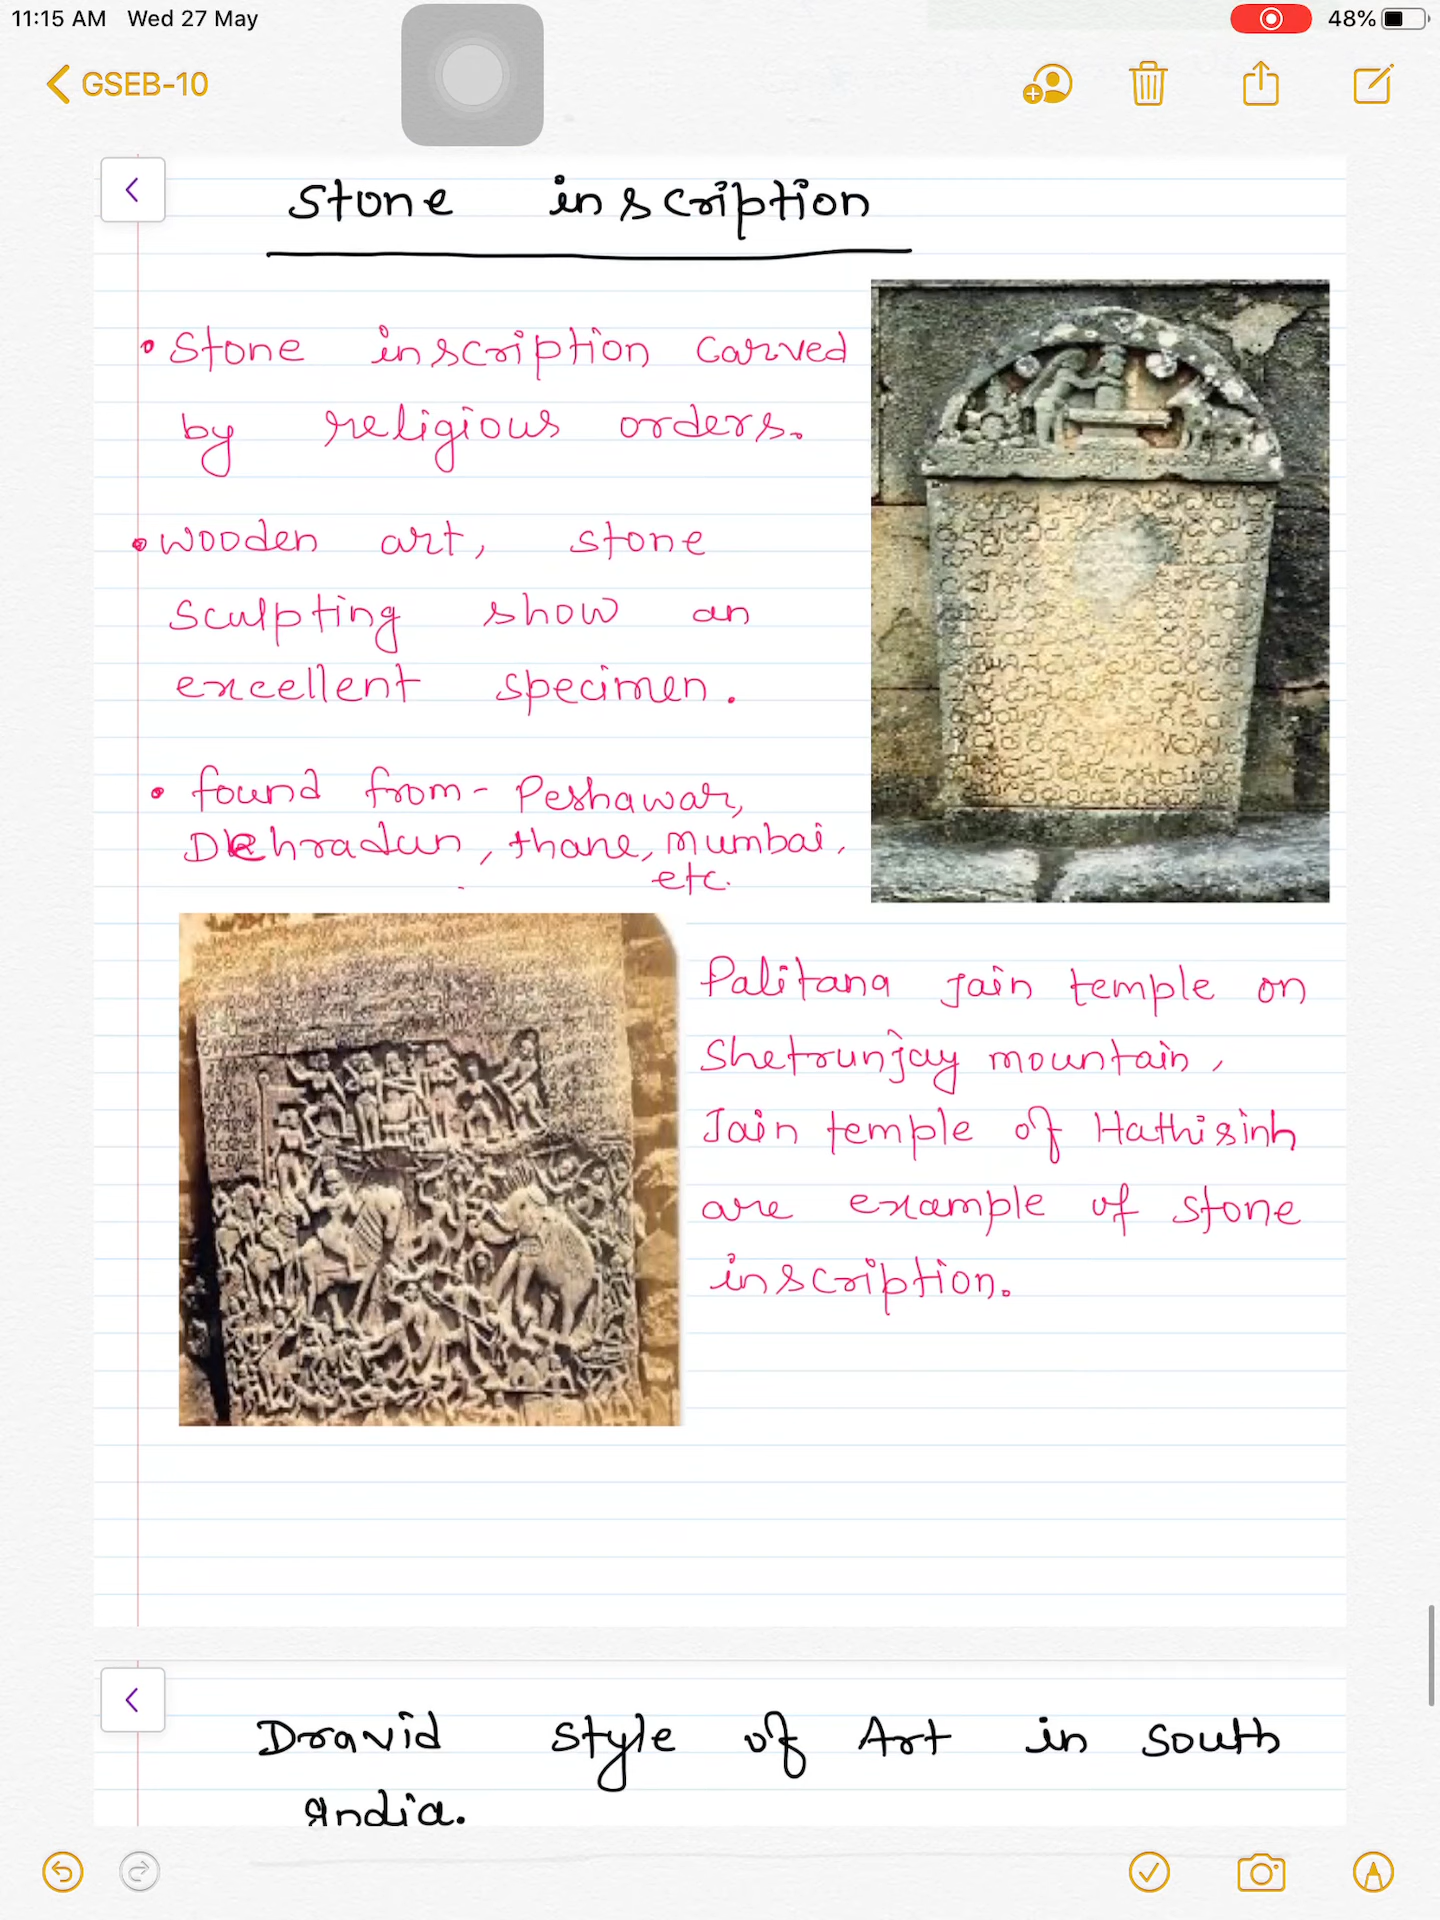 11:15 AM Wed 27 May 48%
GSEB-10
Stone inscription
• Stone inscription carved
by religious orders.
• wooden art, stone
sculpting show an
excellent specimen.
• found from - Peshawar,
Dehradun, thane, mumbai,
etc.
Palitana Jain temple on
Shetrunjay mountain,
Jain temple of Hathisinh
are example of stone
inscription.
Dravid style of Art in South
India.